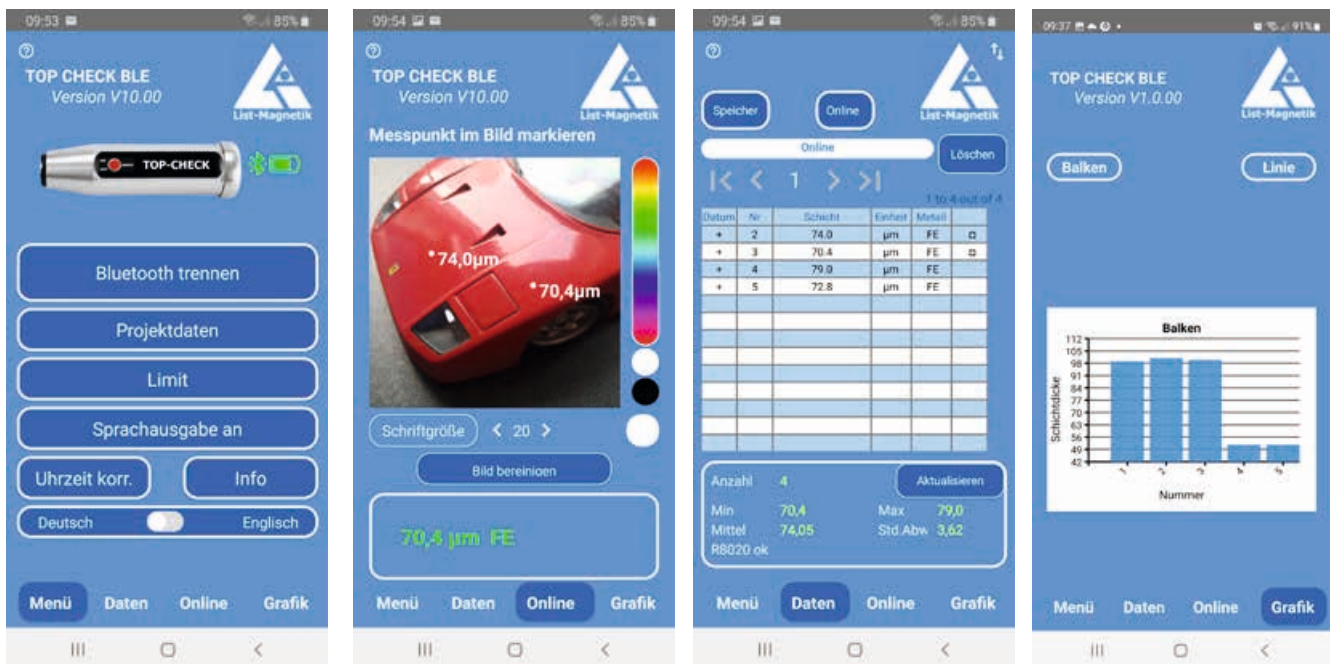 09:53
85%
TOP CHECK BLE
Version V10.00
List-Magnetik
TOP-CHECK
Bluetooth trennen
Projektdaten
Limit
Sprachausgabe an
Uhrzeit korr.
Info
Deutsch
Englisch
Menü Daten Online Grafik
09:54
85%
TOP CHECK BLE
Version V10.00
List-Magnetik
Messpunkt im Bild markieren
74,0µm
70,4µm
Schriftgröße < 20 >
Bild bereinigen
70,4 µm FE
Menü Daten Online Grafik
09:54
85%
List-Magnetik
Speicher
Online
Online
Löschen
1
1 to 4 out of 4
Datum Nr Schicht Einheit Metall
+ 2 74.0 µm FE
+ 3 70.4 µm FE
+ 4 79.0 µm FE
+ 5 72.8 µm FE
Anzahl 4
Aktualisieren
Min 70,4 Max 79,0
Mittel 74,05 Std.Abw. 3,62
R8020 ok
Menü Daten Online Grafik
09:37
91%
TOP CHECK BLE
Version V1.0.00
List-Magnetik
Balken
Linie
Balken
112
105
98
91
84
77
70
63
56
49
42
Schichtdicke
1 2 3 4 5
Nummer
Menü Daten Online Grafik